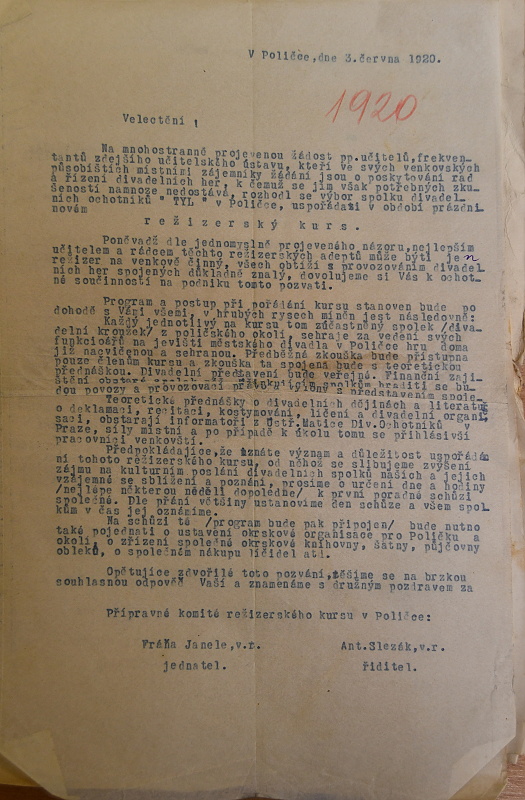 V Poličce,dne 3.června 1920.
1920
Velectění !
Na mnohostranně projevenou žádost pp.učitelů,frekven-
tantů zdejšího učitelského ústavu, kteří ve svých venkovských
působištích místními zájemníky žádáni jsou o poskytování rad
a řízení divadelních her, k čemuž se jim však potřebných zku-
šeností namnoze nedostává, rozhodl se výbor spolku divadel-
ních ochotníků " TYL " v Poličce, uspořádati v období prázdni-
novém
režizerský kurs.
Poněvadž dle jednomyslně projeveného názoru,nejlepším
učitelem a rádcem těchto režizerských adeptů může býti jen
režizer na venkově činný, všech obtíží s provozováním divadel-
ních her spojených důkladně znalý, dovolujeme si Vás k ochot-
né součinnosti na podniku tomto pozvati.
Program a postup při pořádání kursu stanoven bude po
dohodě s Vámi všemi, v hrubých rysech míněn jest následovně:
Každý jednotlivý na kursu tom zúčastněný spolek /diva-
delní kroužek/ z poličského okolí, sehraje za vedení svých
funkcioářů na jevišti městského divadla v Poličce hru doma
již nacvičenou a sehranou. Předběžná zkouška bude přístupna
pouze členům kursu a zkouška ta spojena bude s teoretickou
přednáškou. Divadelní představení bude veřejné. Finanční zaji-
štění obstará
dou povozy a provozovací s představením spoje-
Teoretické přednášky o divadelních dějinách a literatuř
o deklamaci, recitaci, kostymování, líčení a divadelní organi,
saci, obstarají informatoři z Ústř.Matice Div.Ochotníků v
Praze, síly místní a po případě k úkolu tomu se přihlásivší
pracovníci venkovští.
Předpokládajíce,že uznáte význam a důležitost uspořádá
ní tohoto režizerského kursu, od něhož se slibujeme zvýšení
zájmu na kulturním poslání divadelních spolků našich a jejich
vzájemné se sblížení a poznání, prosíme o určení dne a hodiny
/nejlépe některou neděli dopoledne/ k první poradné schůzi
společné. Dle přání většiny ustanovíme den schůze a všem spol-
kům v čas jej oznámíme.
Na schůzi té /program bude pak připojen/ bude nutno
také pojednati o ustavení okrskové organisace pro Poličku a
okolí, o zřízení společné okrskové knihovny, šatny, půjčovny
obleků, o společném nákupu líčidel atd.
Opětujíce zdvořile toto pozvání,těšíme se na brzkou
souhlasnou odpověď Vaši a znamenáme s družným pozdravem za
Přípravné komité režizerského kursu v Poličce:
Fráňa Janele,v.r. Ant.Slezák,v.r.
jednatel. řiditel.